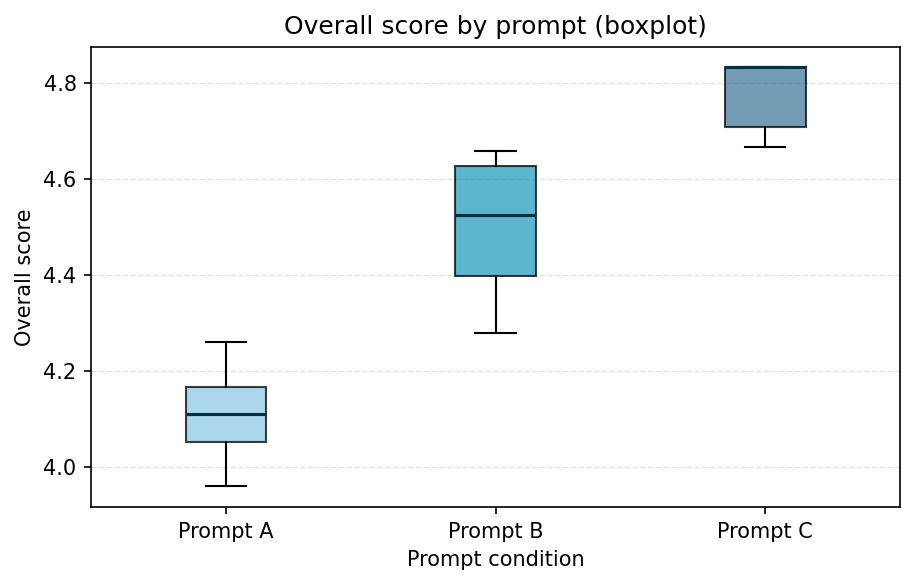 Overall score by prompt (boxplot)
Overall score
4.8
4.6
4.4
4.2
4.0
Prompt A
Prompt B
Prompt C
Prompt condition